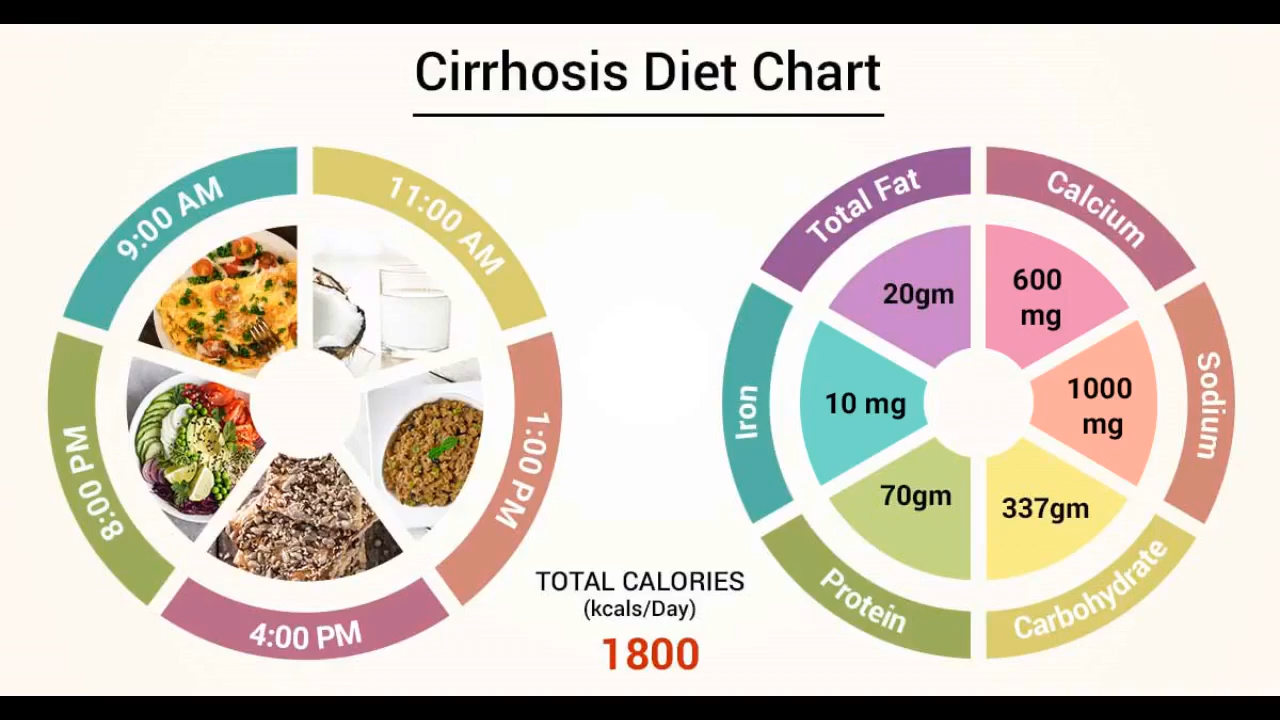 Cirrhosis Diet Chart
9:00 AM
11:00 AM
1:00 PM
4:00 PM
8:00 PM
TOTAL CALORIES
(kcals/Day)
1800
Total Fat
20gm
Calcium
600
mg
Sodium
1000
mg
Carbohydrate
337gm
Protein
70gm
Iron
10 mg